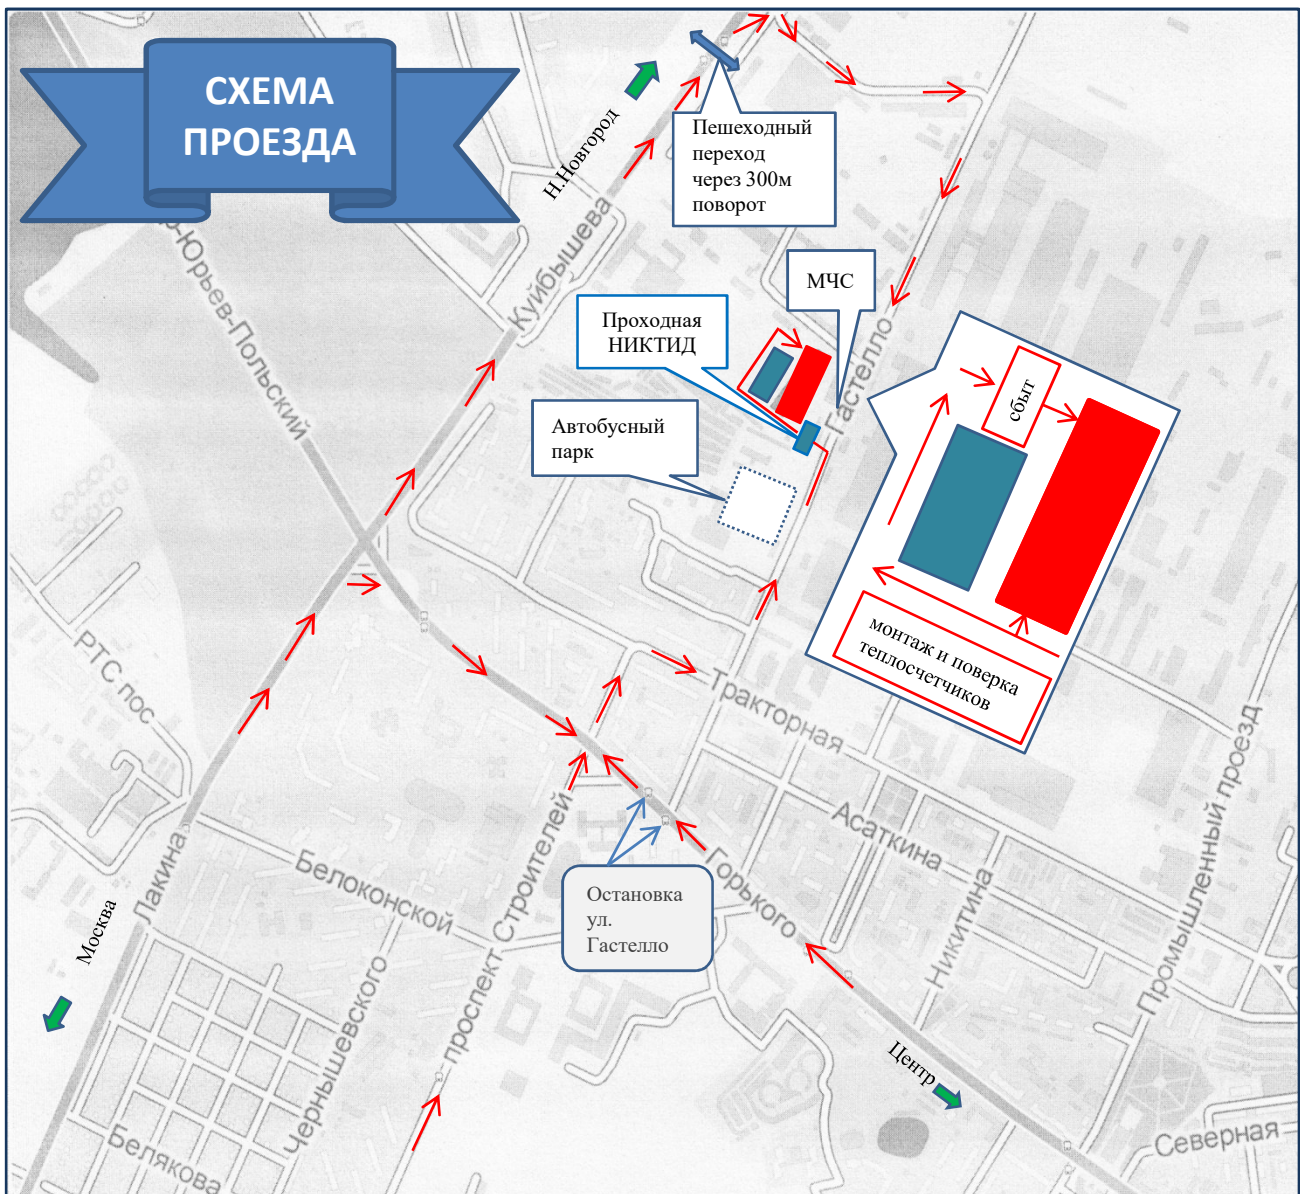 СХЕМА
ПРОЕЗДА
Н.Новгород
Пешеходный
переход
через 300м
поворот
Юрьев-Польский
Куйбышева
МЧС
Проходная
НИКТИД
Гастелло
Автобусный
парк
сбыт
монтаж и поверка
теплосчетчиков
РТС пос
Тракторная
Промышленный проезд
Асаткина
Лакина
Белоконской
проспект Строителей
Горького
Остановка
ул.
Гастелло
Москва
Никитина
Чернышевского
Центр
Белякова
Северная